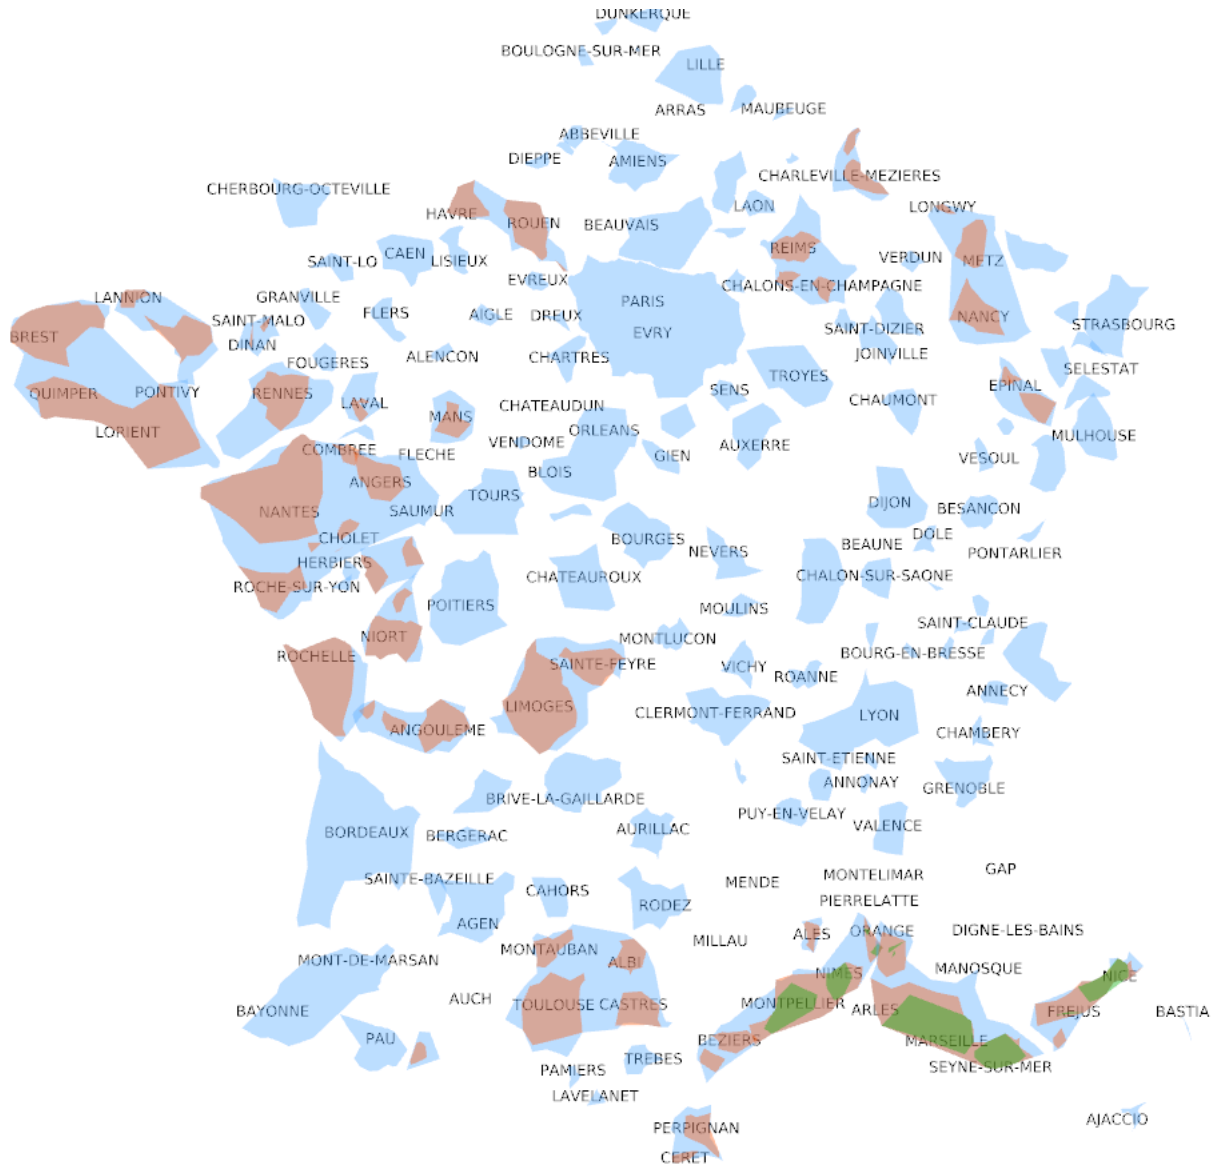 DUNKERQUE
BOULOGNE-SUR-MER
LILLE
ARRAS
MAUBEUGE
ABBEVILLE
DIEPPE
AMIENS
CHARLEVILLE-MEZIERES
CHERBOURG-OCTEVILLE
LAON
LONGWY
HAVRE
ROUEN
BEAUVAIS
REIMS
CAEN
SAINT-LO
LISIEUX
VERDUN
METZ
EVREUX
CHALONS-EN-CHAMPAGNE
LANNION
GRANVILLE
PARIS
FLERS
AIGLE
DREUX
SAINT-MALO
NANCY
STRASBOURG
BREST
EVRY
SAINT-DIZIER
DINAN
JOINVILLE
FOUGERES
ALENCON
CHARTRES
SELESTAT
TROYES
EPINAL
QUIMPER
PONTIVY
RENNES
SENS
CHAUMONT
LAVAL
CHATEAUDUN
MANS
LORIENT
ORLEANS
MULHOUSE
VENDOME
AUXERRE
COMBREE
FLECHE
GIEN
VESOUL
BLOIS
ANGERS
TOURS
DIJON
NANTES
SAUMUR
BESANCON
CHOLET
BOURGES
DOLE
BEAUNE
NEVERS
PONTARLIER
HERBIERS
CHATEAUROUX
CHALON-SUR-SAONE
ROCHE-SUR-YON
POITIERS
MOULINS
SAINT-CLAUDE
NIORT
MONTLUCON
ROCHELLE
BOURG-EN-BRESSE
SAINTE-FEYRE
VICHY
ROANNE
ANNECY
LIMOGES
CLERMONT-FERRAND
LYON
ANGOULEME
CHAMBERY
SAINT-ETIENNE
ANNONAY
GRENOBLE
BRIVE-LA-GAILLARDE
PUY-EN-VELAY
BORDEAUX
BERGERAC
AURILLAC
VALENCE
GAP
SAINTE-BAZEILLE
MENDE
MONTELIMAR
CAHORS
PIERRELATTE
RODEZ
AGEN
ALES
ORANGE
DIGNE-LES-BAINS
MILLAU
MONTAUBAN
MONT-DE-MARSAN
ALBI
MANOSQUE
NIMES
NICE
AUCH
TOULOUSE
CASTRES
MONTPELLIER
ARLES
BAYONNE
FREJUS
BASTIA
PAU
BEZIERS
MARSEILLE
TREBES
SEYNE-SUR-MER
PAMIERS
LAVELANET
AJACCIO
PERPIGNAN
CERET